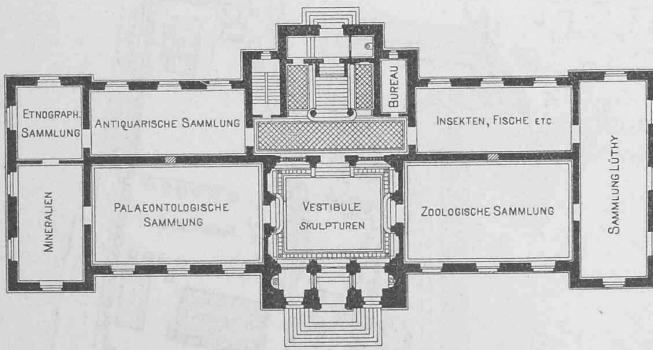 ETNOGRAPH.
SAMMLUNG
ANTIQUARISCHE SAMMLUNG
BUREAU
INSEKTEN, FISCHE ETC.
SAMMLUNG LÜTHY
MINERALIEN
PALAEONTOLOGISCHE
SAMMLUNG
VESTIBULE
SKULPTUREN
ZOOLOGISCHE SAMMLUNG